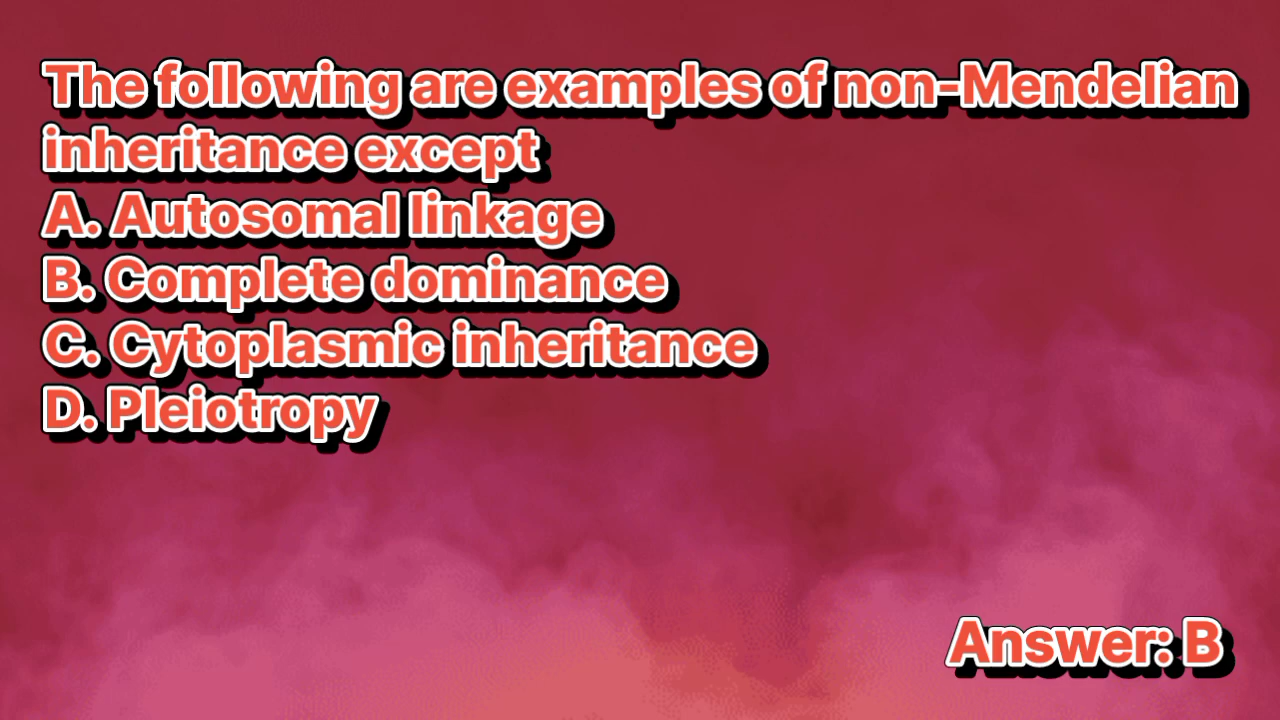 The following are examples of non-Mendelian
inheritance except
A. Autosomal linkage
B. Complete dominance
C. Cytoplasmic inheritance
D. Pleiotropy
Answer: B